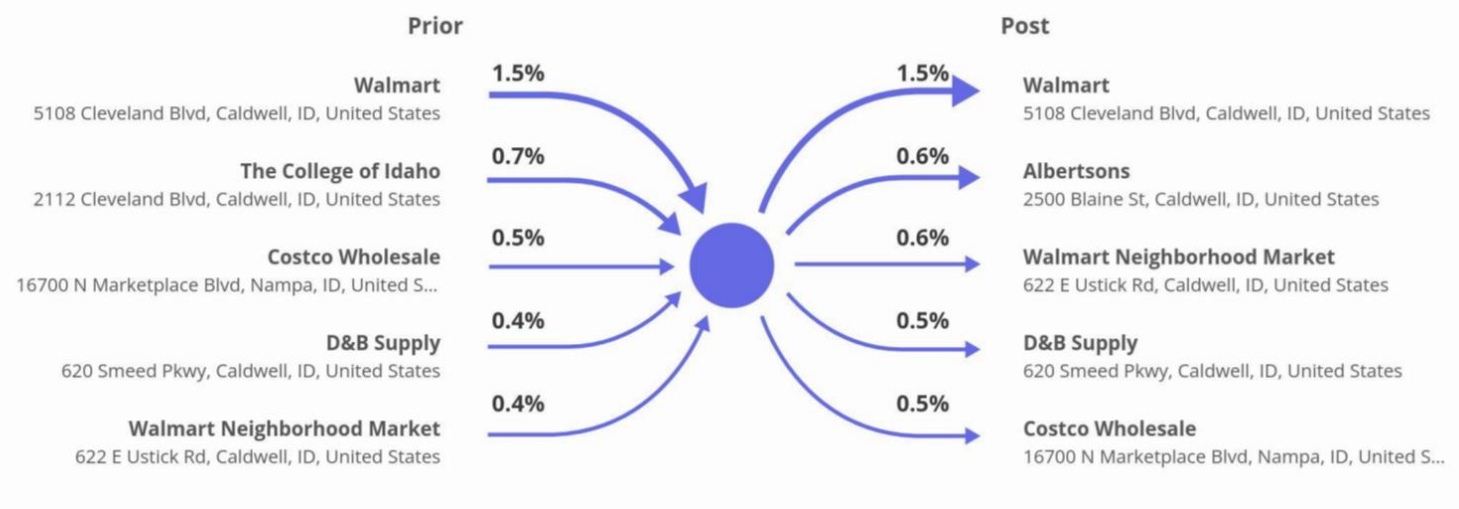 Prior
Post
1.5%
Walmart
5108 Cleveland Blvd, Caldwell, ID, United States
0.7%
The College of Idaho
2112 Cleveland Blvd, Caldwell, ID, United States
0.5%
Costco Wholesale
16700 N Marketplace Blvd, Nampa, ID, United S...
0.4%
D&B Supply
620 Smeed Pkwy, Caldwell, ID, United States
0.4%
Walmart Neighborhood Market
622 E Ustick Rd, Caldwell, ID, United States
1.5%
Walmart
5108 Cleveland Blvd, Caldwell, ID, United States
0.6%
Albertsons
2500 Blaine St, Caldwell, ID, United States
0.6%
Walmart Neighborhood Market
622 E Ustick Rd, Caldwell, ID, United States
0.5%
D&B Supply
620 Smeed Pkwy, Caldwell, ID, United States
0.5%
Costco Wholesale
16700 N Marketplace Blvd, Nampa, ID, United S...